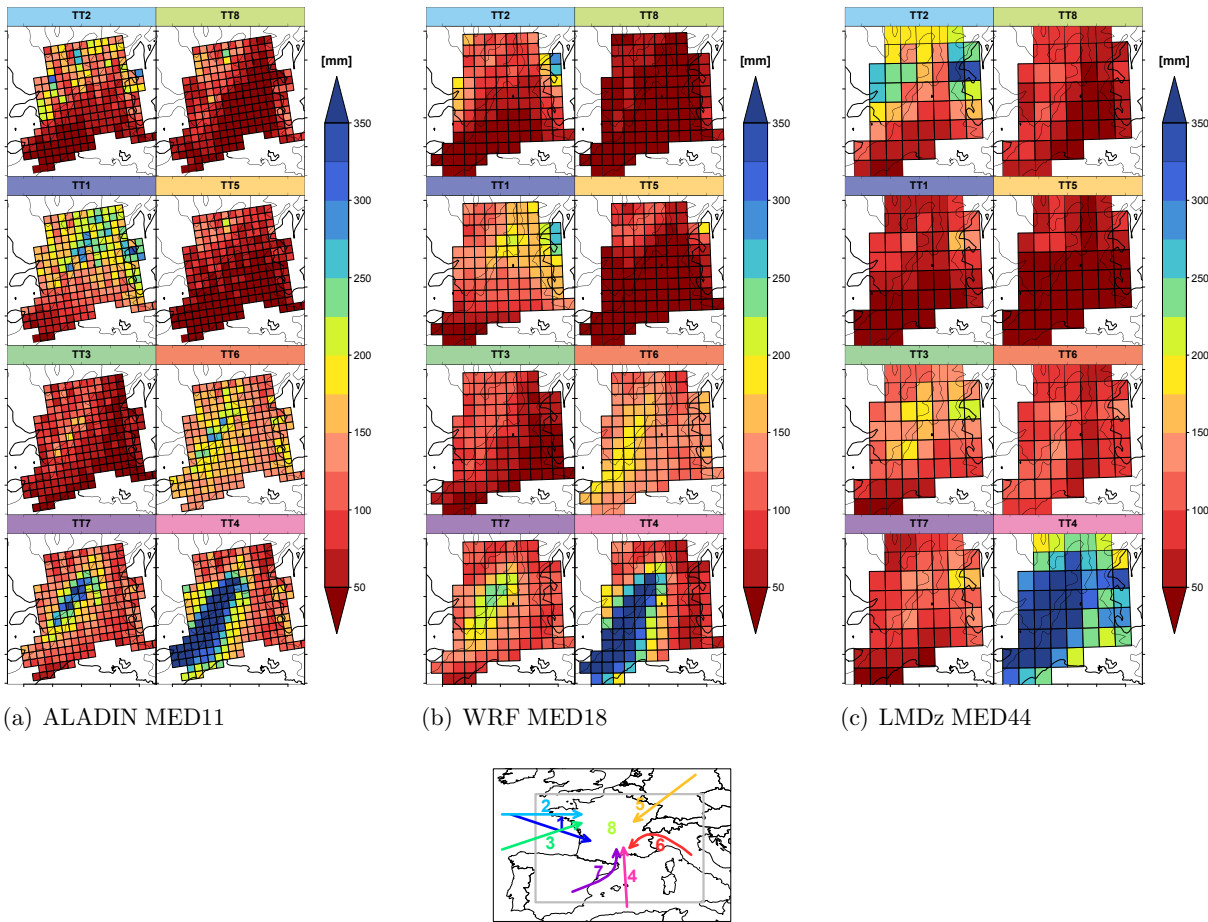 TT2 TT8
[mm]
350
300
250
200
150
100
50
TT1 TT5
TT3 TT6
TT7 TT4
(a) ALADIN MED11
TT2 TT8
[mm]
350
300
250
200
150
100
50
TT1 TT5
TT3 TT6
TT7 TT4
(b) WRF MED18
TT2 TT8
[mm]
350
300
250
200
150
100
50
TT1 TT5
TT3 TT6
TT7 TT4
(c) LMDz MED44
2
5
1
8
3
6
7
4